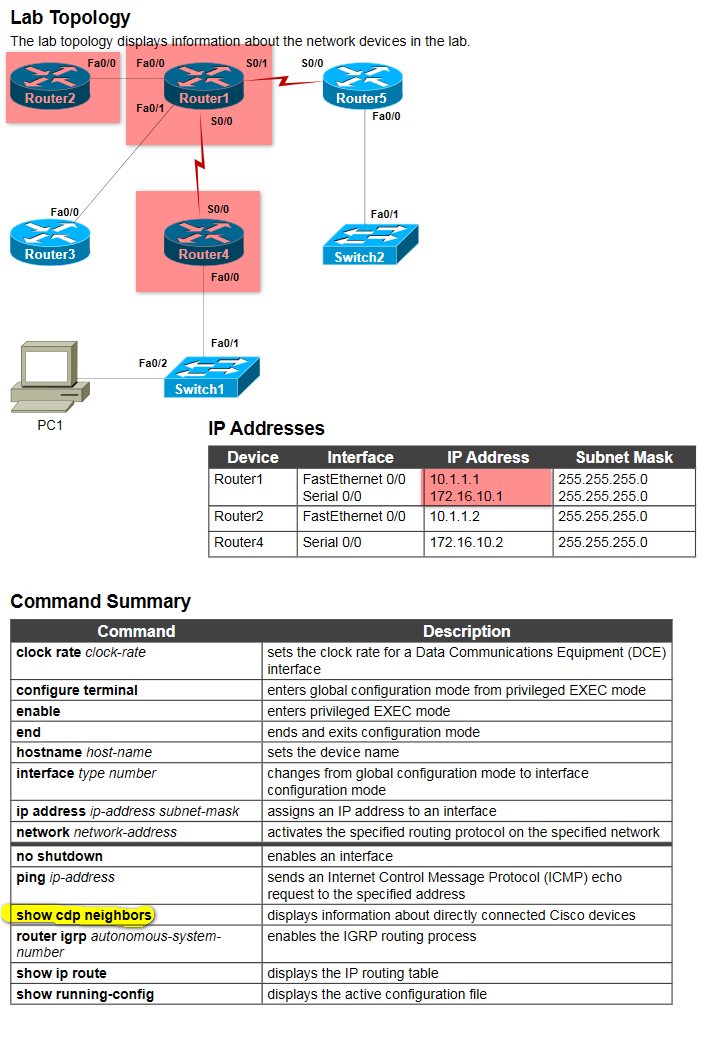 Lab Topology
The lab topology displays information about the network devices in the lab.
Fa0/0 Fa0/0 S0/1 S0/0
Router2 Router1 Router5
Fa0/1 S0/0 Fa0/0
Fa0/0 S0/0 Fa0/1
Router3 Router4 Switch2
Fa0/0
Fa0/1
Fa0/2
Switch1
PC1
IP Addresses
Device Interface IP Address Subnet Mask
Router1 FastEthernet 0/0 10.1.1.1 255.255.255.0
Serial 0/0 172.16.10.1 255.255.255.0
Router2 FastEthernet 0/0 10.1.1.2 255.255.255.0
Router4 Serial 0/0 172.16.10.2 255.255.255.0
Command Summary
Command Description
clock rate clock-rate sets the clock rate for a Data Communications Equipment (DCE)
interface
configure terminal enters global configuration mode from privileged EXEC mode
enable enters privileged EXEC mode
end ends and exits configuration mode
hostname host-name sets the device name
interface type number changes from global configuration mode to interface
configuration mode
ip address ip-address subnet-mask assigns an IP address to an interface
network network-address activates the specified routing protocol on the specified network
no shutdown enables an interface
ping ip-address sends an Internet Control Message Protocol (ICMP) echo
request to the specified address
show cdp neighbors displays information about directly connected Cisco devices
router igrp autonomous-system- enables the IGRP routing process
number
show ip route displays the IP routing table
show running-config displays the active configuration file